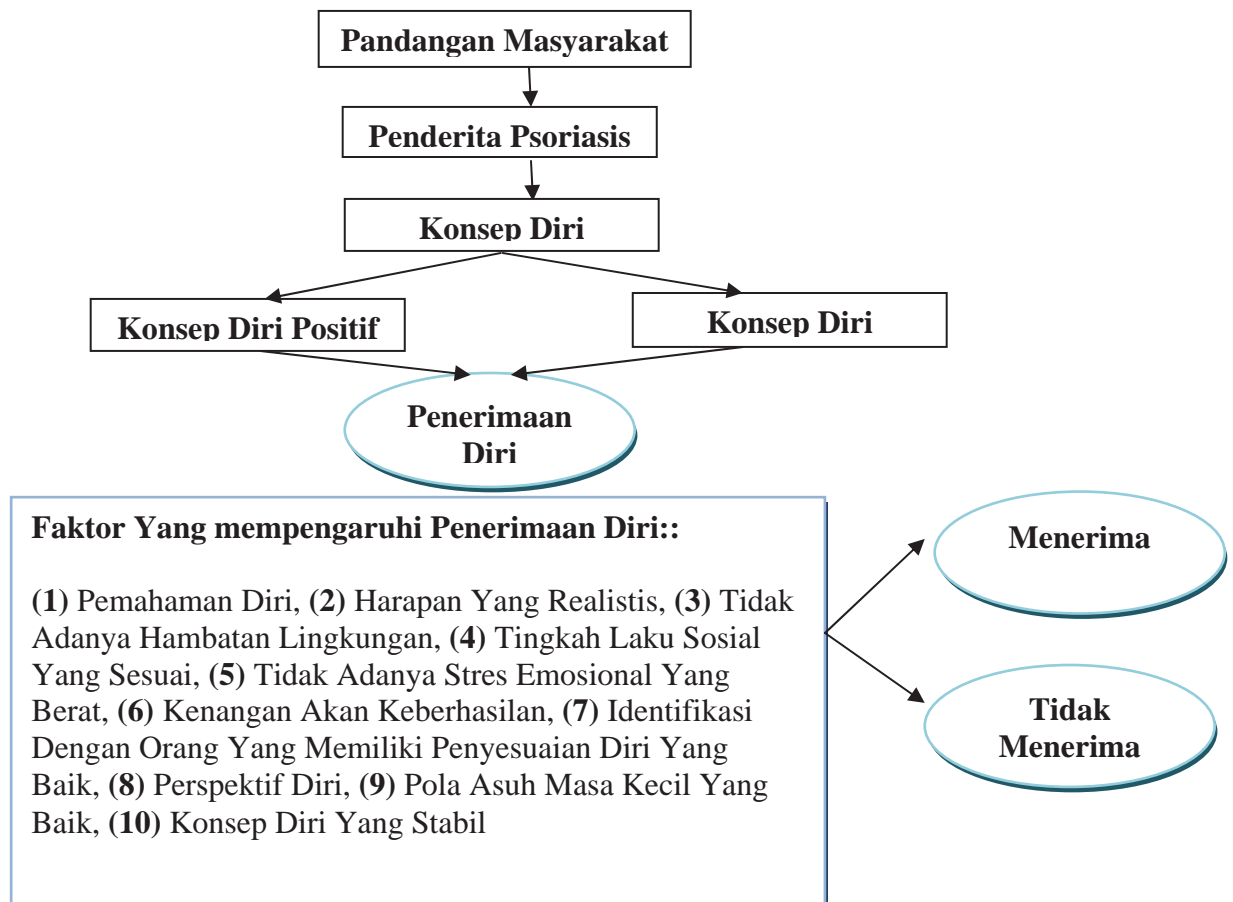 Pandangan Masyarakat
Penderita Psoriasis
Konsep Diri
Konsep Diri Positif
Konsep Diri
Penerimaan
Diri
Faktor Yang mempengaruhi Penerimaan Diri::
(1) Pemahaman Diri, (2) Harapan Yang Realistis, (3) Tidak
Adanya Hambatan Lingkungan, (4) Tingkah Laku Sosial
Yang Sesuai, (5) Tidak Adanya Stres Emosional Yang
Berat, (6) Kenangan Akan Keberhasilan, (7) Identifikasi
Dengan Orang Yang Memiliki Penyesuaian Diri Yang
Baik, (8) Perspektif Diri, (9) Pola Asuh Masa Kecil Yang
Baik, (10) Konsep Diri Yang Stabil
Menerima
Tidak
Menerima